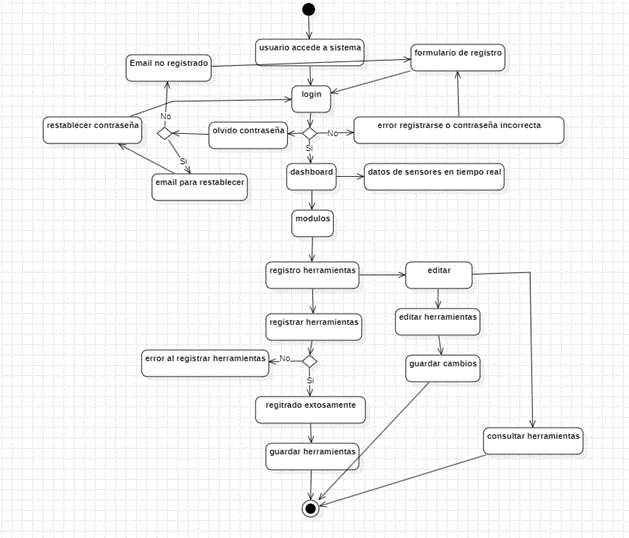 usuario accede a sistema
formulario de registro
Email no registrado
login
No
restablecer contraseña
olvido contraseña
No
error registrarse o contraseña incorrecta
Si
Si
email para restablecer
dashboard
datos de sensores en tiempo real
modulos
registro herramientas
editar
registrar herramientas
editar herramientas
error al registrar herramientas
No
guardar cambios
Si
regitrado extosamente
consultar herramientas
guardar herramientas